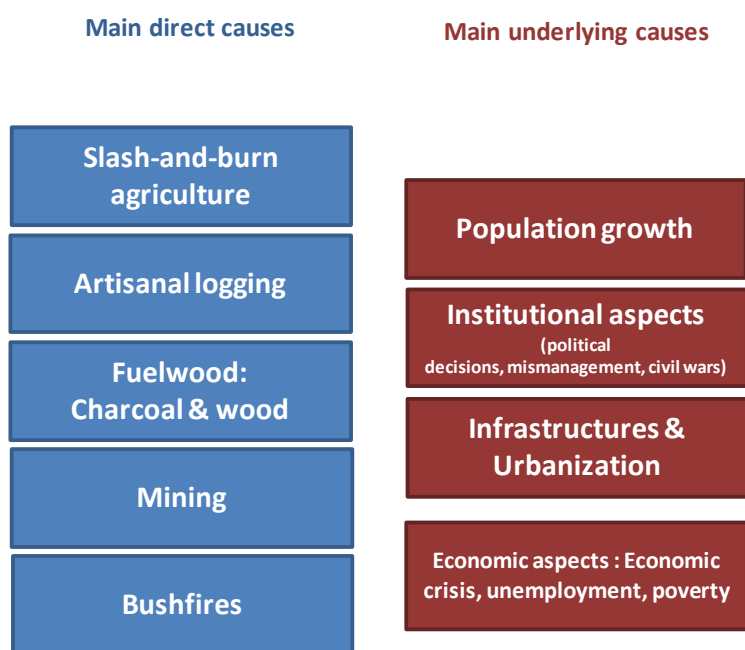 Main direct causes
Slash-and-burn
agriculture
Artisanal logging
Fuelwood:
Charcoal & wood
Mining
Bushfires
Main underlying causes
Population growth
Institutional aspects
(political
decisions, mismanagement, civil wars)
Infrastructures &
Urbanization
Economic aspects : Economic
crisis, unemployment, poverty